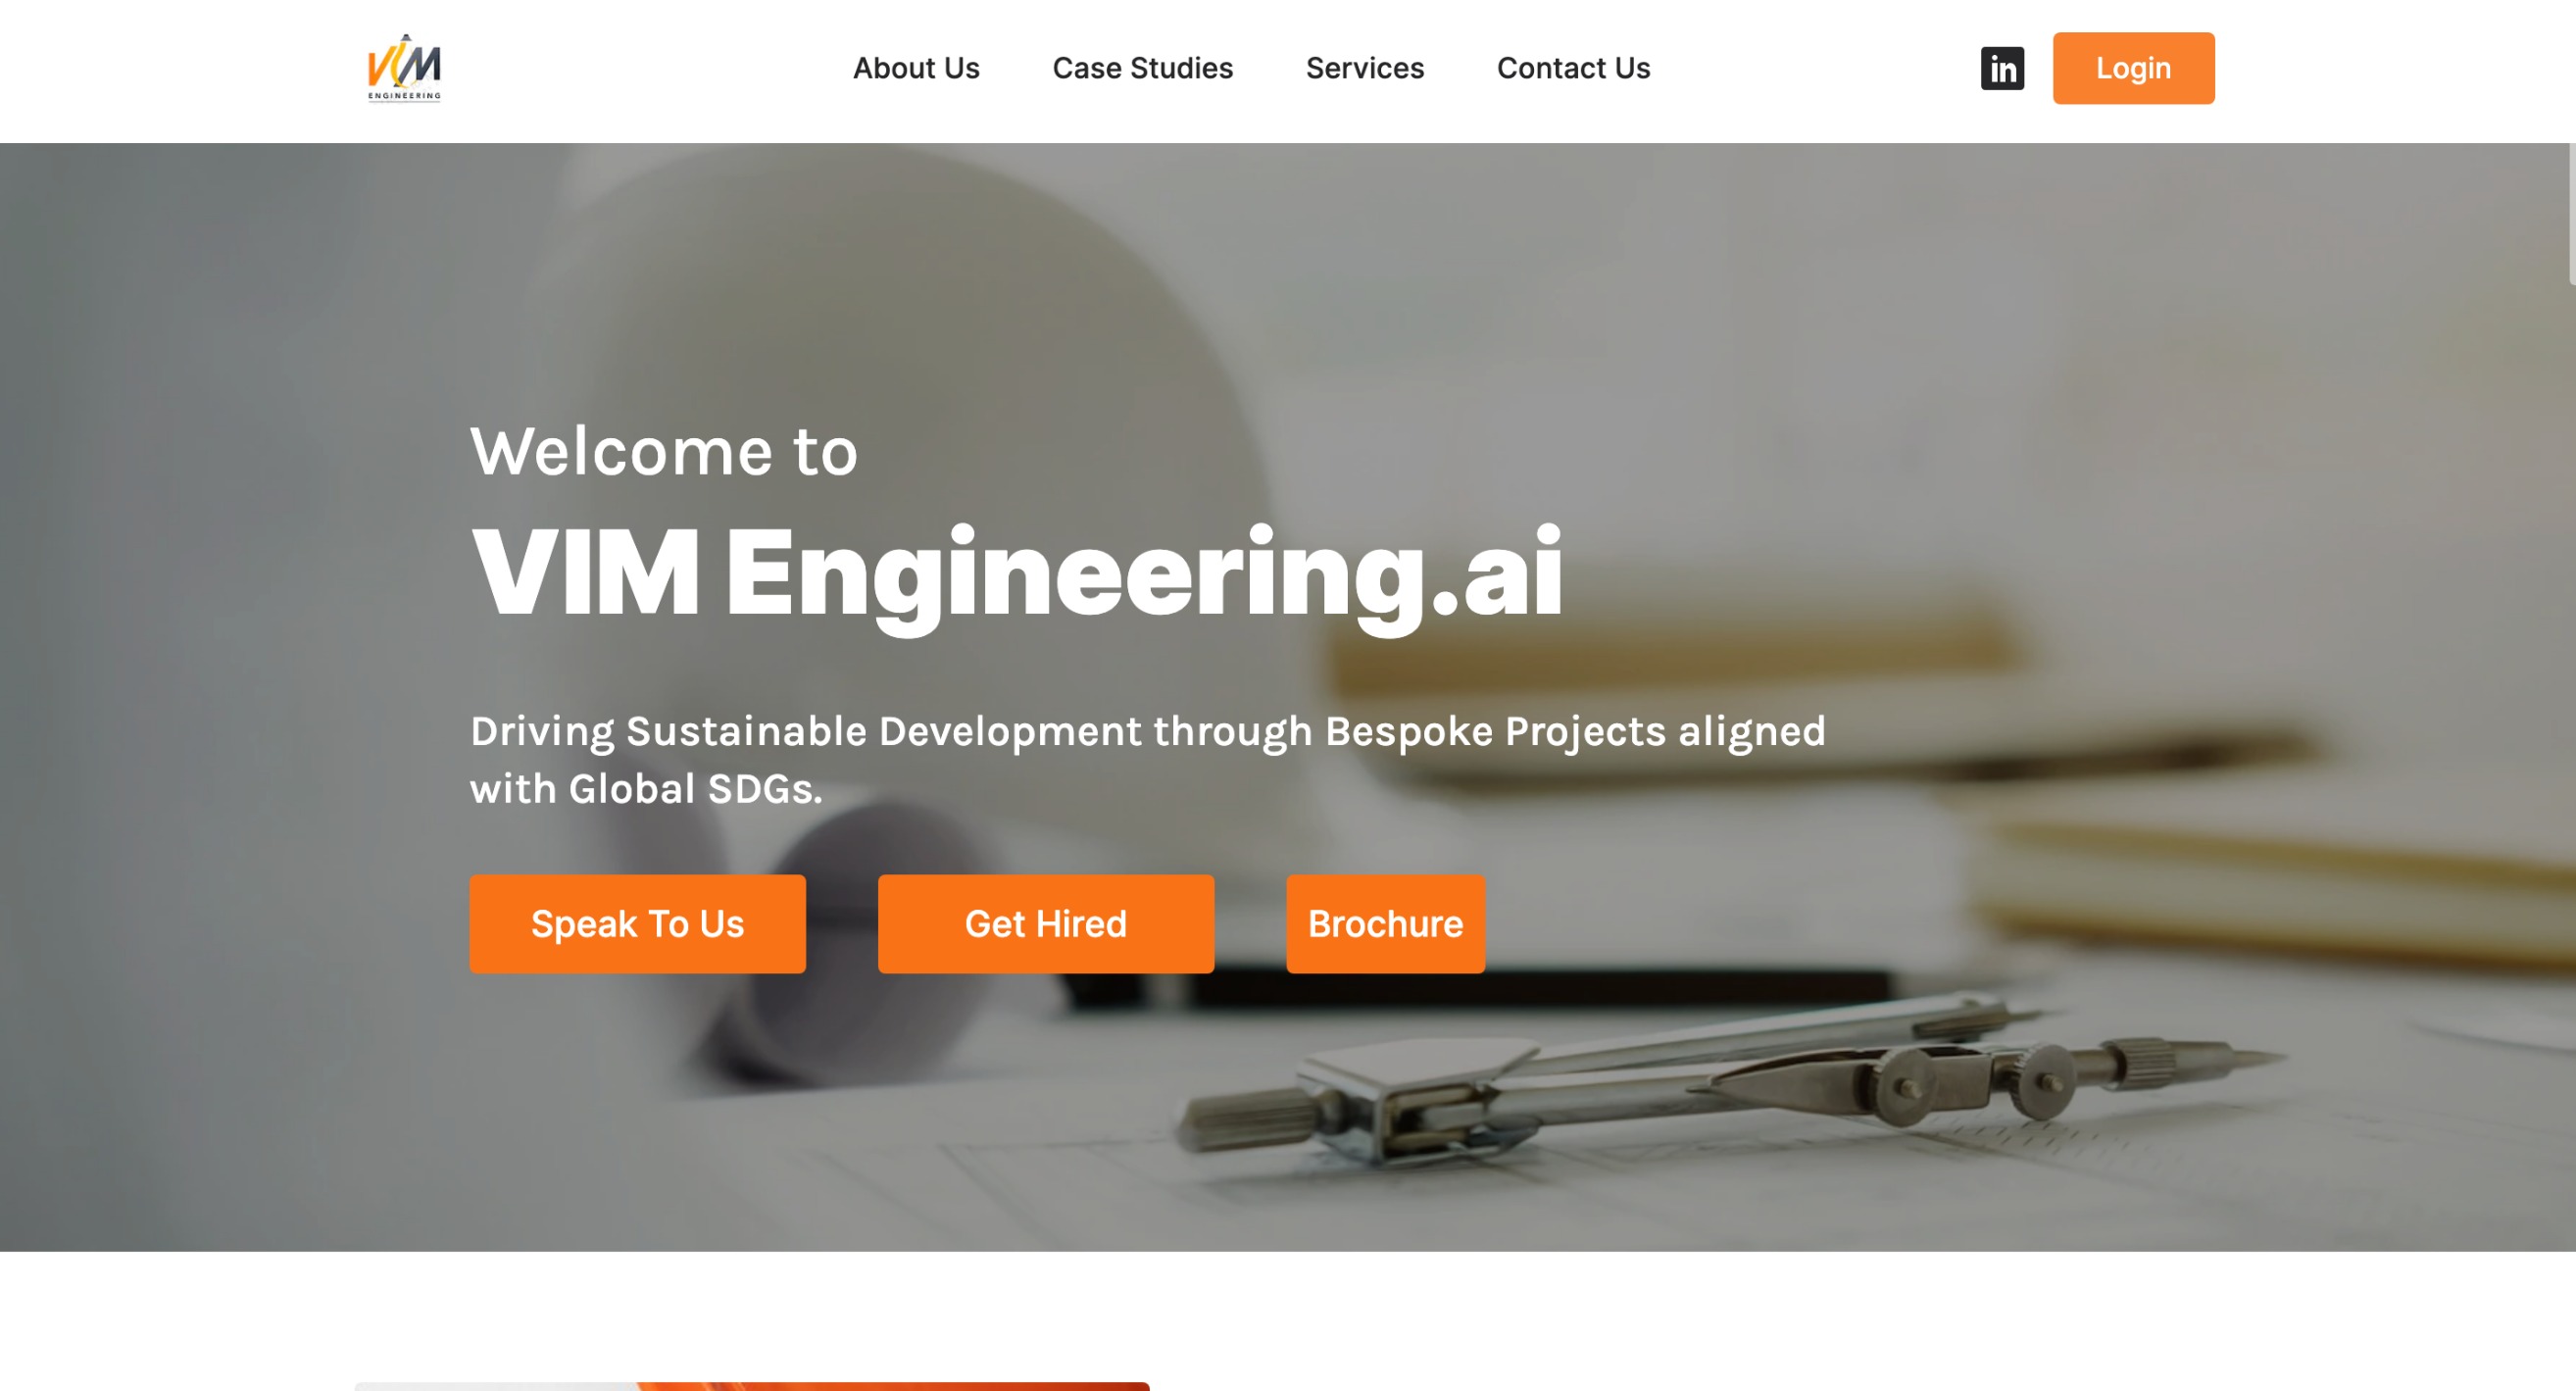 VIM
ENGINEERING
About Us
Case Studies
Services
Contact Us
in
Login
Welcome to
VIM Engineering.ai
Driving Sustainable Development through Bespoke Projects aligned
with Global SDGs.
Speak To Us
Get Hired
Brochure